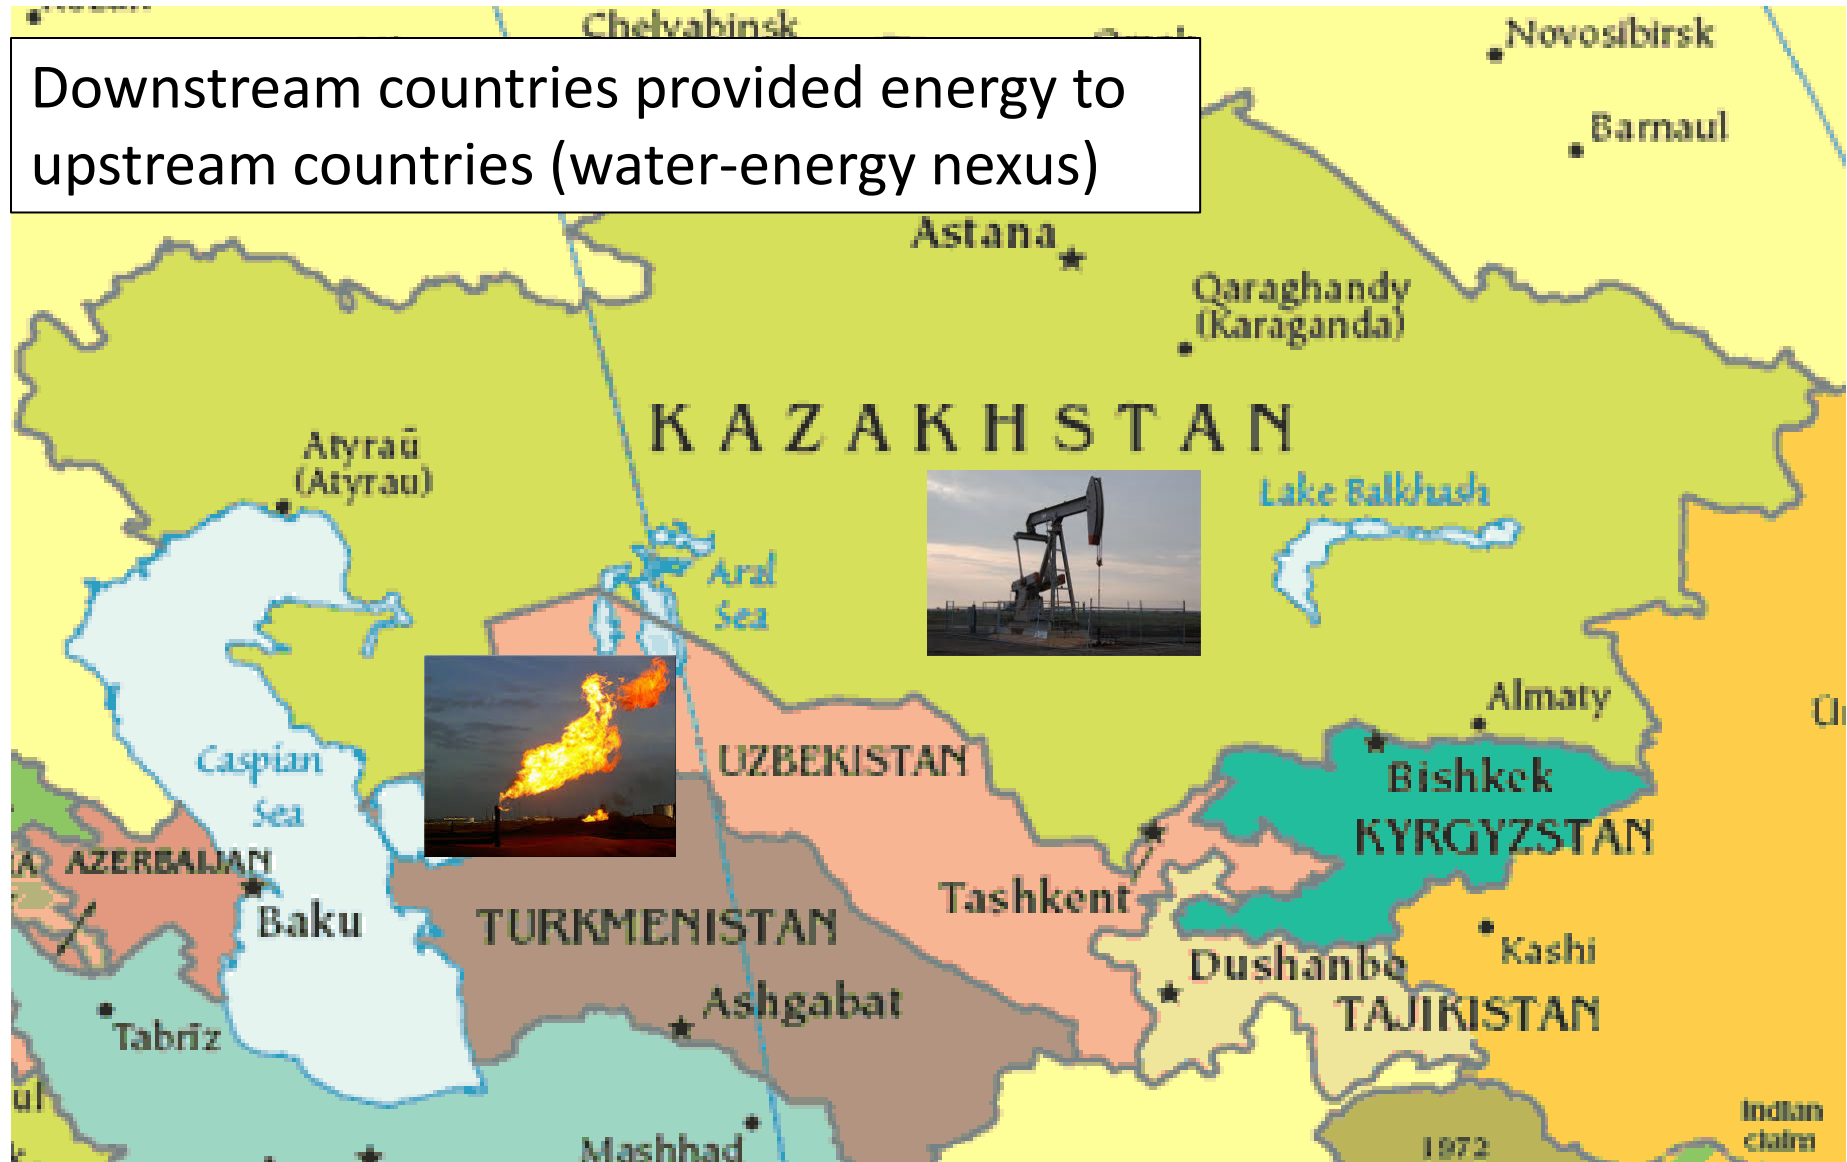 Chelyabinsk
Novosibirsk
Downstream countries provided energy to
upstream countries (water-energy nexus)
Barnaul
Astana
Qaraghandy
(Karaganda)
KAZAKHSTAN
Atyraū
(Atyrau)
Lake Balkhash
Aral
Sea
Almaty
Caspian
Sea
UZBEKISTAN
Bishkek
KYRGYZSTAN
AZERBAIJAN
Tashkent
Baku
TURKMENISTAN
Kashi
Dushanbe
Ashgabat
TAJIKISTAN
Tabrīz
Indian
claim
Mashhad
1972